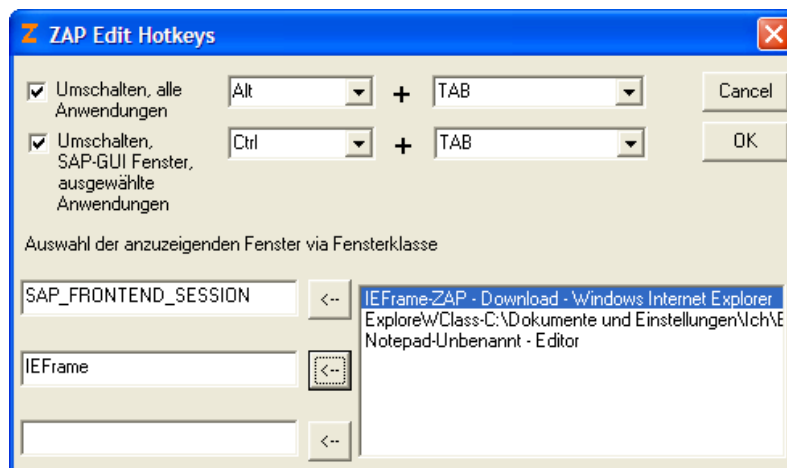 Z ZAP Edit Hotkeys
Umschalten, alle Anwendungen
Alt
+
TAB
Cancel
Umschalten, SAP-GUI Fenster, ausgewählte Anwendungen
Ctrl
+
TAB
OK
Auswahl der anzuzeigenden Fenster via Fensterklasse
SAP_FRONTEND_SESSION
<--
IEFrame-ZAP - Download - Windows Internet Explorer
ExploreWClass-C:\Dokumente und Einstellungen\Ich\E
Notepad-Unbenannt - Editor
IEFrame
<--
<--